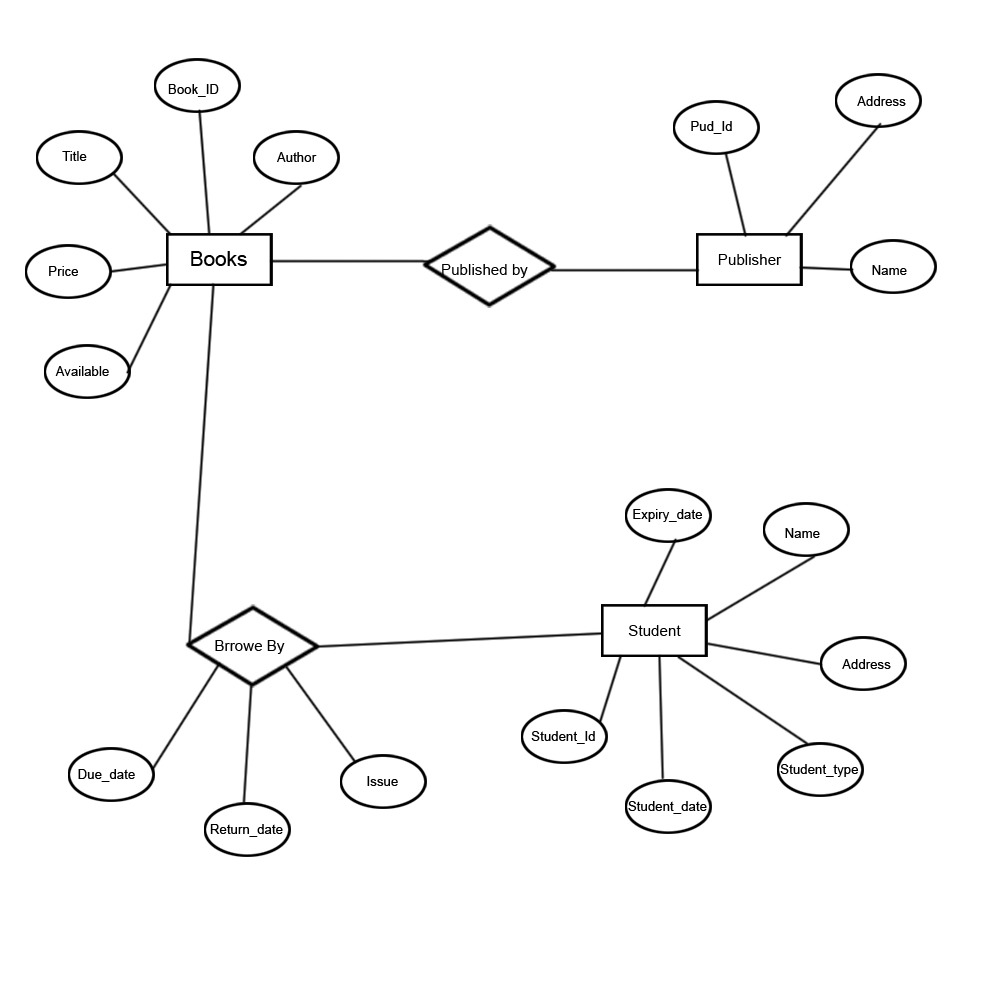 Book_ID
Address
Pud_Id
Title
Author
Books
Publisher
Published by
Price
Name
Available
Expiry_date
Name
Student
Brrowe By
Address
Student_Id
Due_date
Issue
Student_type
Student_date
Return_date